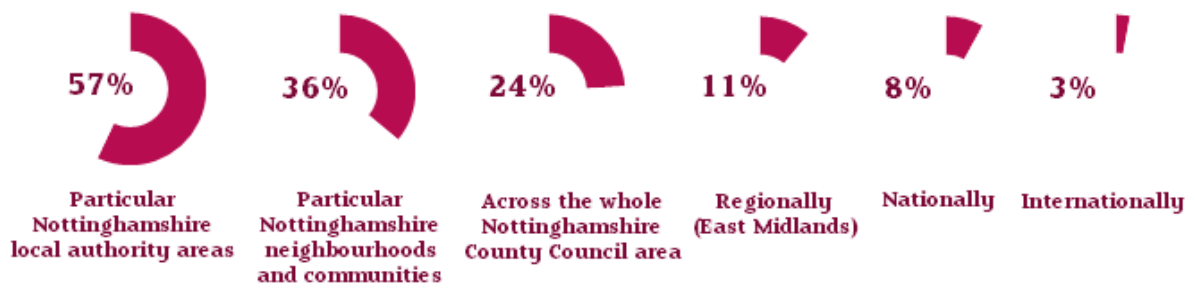 57%
36%
24%
11%
8%
3%
Particular
Nottinghamshire
local authority areas
Particular
Nottinghamshire
neighbourhoods
and communities
Across the whole
Nottinghamshire
County Council area
Regionally
(East Midlands)
Nationally
Internationally